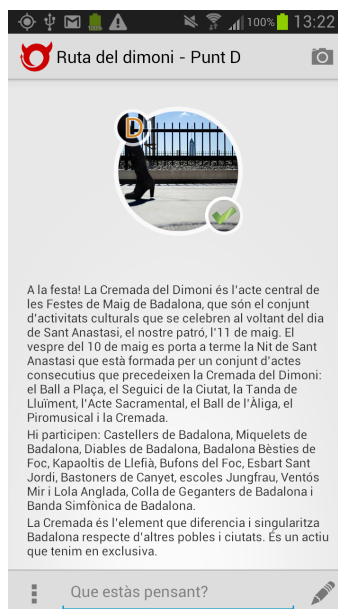 100% 13:22
Ruta del dimoni - Punt D
D
A la festa! La Cremada del Dimoni és l'acte central de
les Festes de Maig de Badalona, que són el conjunt
d'activitats culturals que se celebren al voltant del dia
de Sant Anastasi, el nostre patró, l'11 de maig. El
vespre del 10 de maig es porta a terme la Nit de Sant
Anastasi que està formada per un conjunt d'actes
consecutius que precedeixen la Cremada del Dimoni:
el Ball a Plaça, el Seguici de la Ciutat, la Tanda de
Lluïment, l'Acte Sacramental, el Ball de l'Àliga, el
Piromusical i la Cremada.
Hi participen: Castellers de Badalona, Miquelets de
Badalona, Diables de Badalona, Badalona Bèsties de
Foc, Kapaoltis de Llefià, Bufons del Foc, Esbart Sant
Jordi, Bastoners de Canyet, escoles Jungfrau, Ventós
Mir i Lola Anglada, Colla de Geganters de Badalona i
Banda Simfònica de Badalona.
La Cremada és l'element que diferencia i singularitza
Badalona respecte d'altres pobles i ciutats. És un actiu
que tenim en exclusiva.
Que estàs pensant?